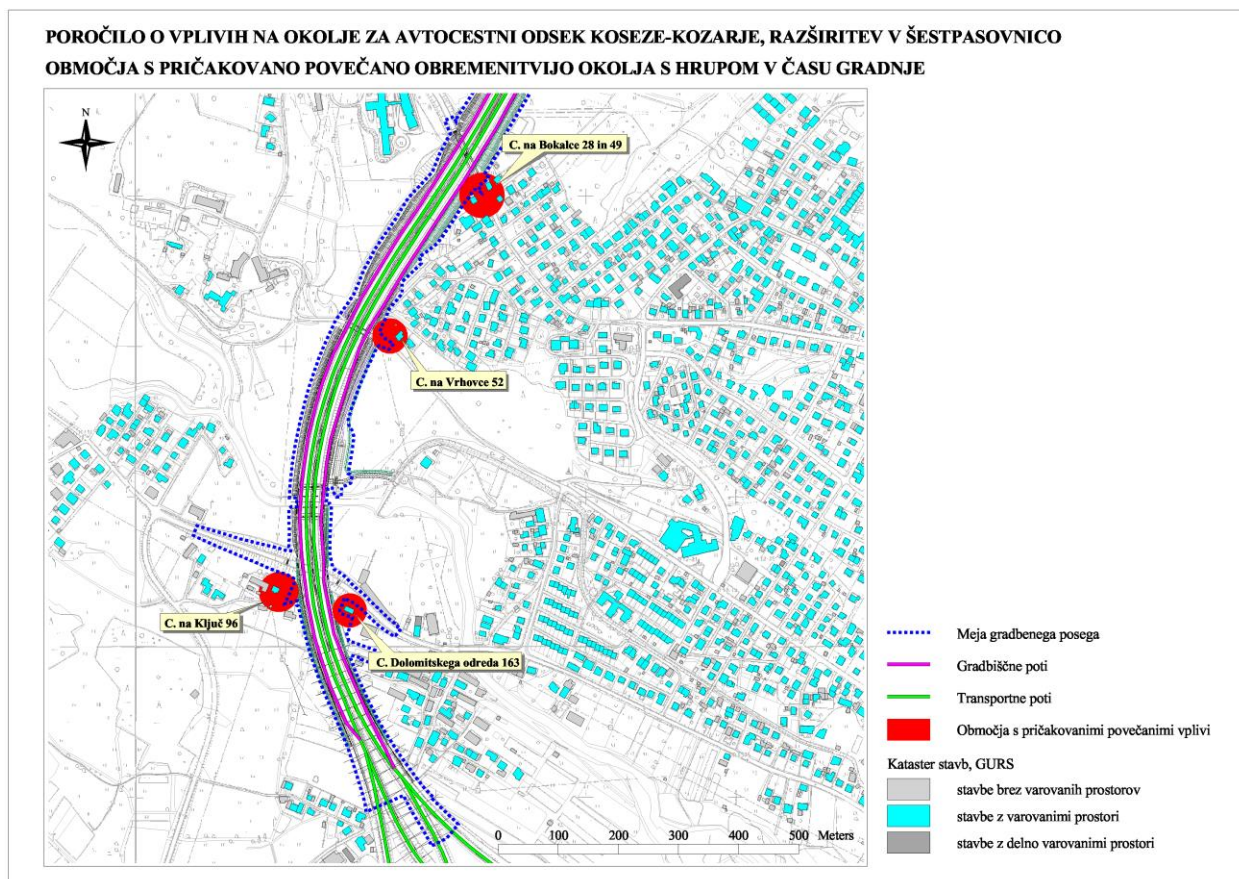 POROČILO O VPLIVIH NA OKOLJE ZA AVTOCESTNI ODSEK KOSEZE-KOZARJE, RAZŠIRITEV V ŠESTPASOVNICO
OBMOČJA S PRIČAKOVANO POVEČANO OBREMENITVIJO OKOLJA S HRUPOM V ČASU GRADNJE
N
C. na Bokalce 28 in 49
C. na Vrhovce 52
C. na Ključ 96
C. Dolomitskega odreda 163
Meja gradbenega posega
Gradbiščne poti
Transportne poti
Območja s pričakovanimi povečanimi vplivi
Kataster stavb, GURS
stavbe brez varovanih prostorov
stavbe z varovanimi prostori
stavbe z delno varovanimi prostori
0 100 200 300 400 500 Meters